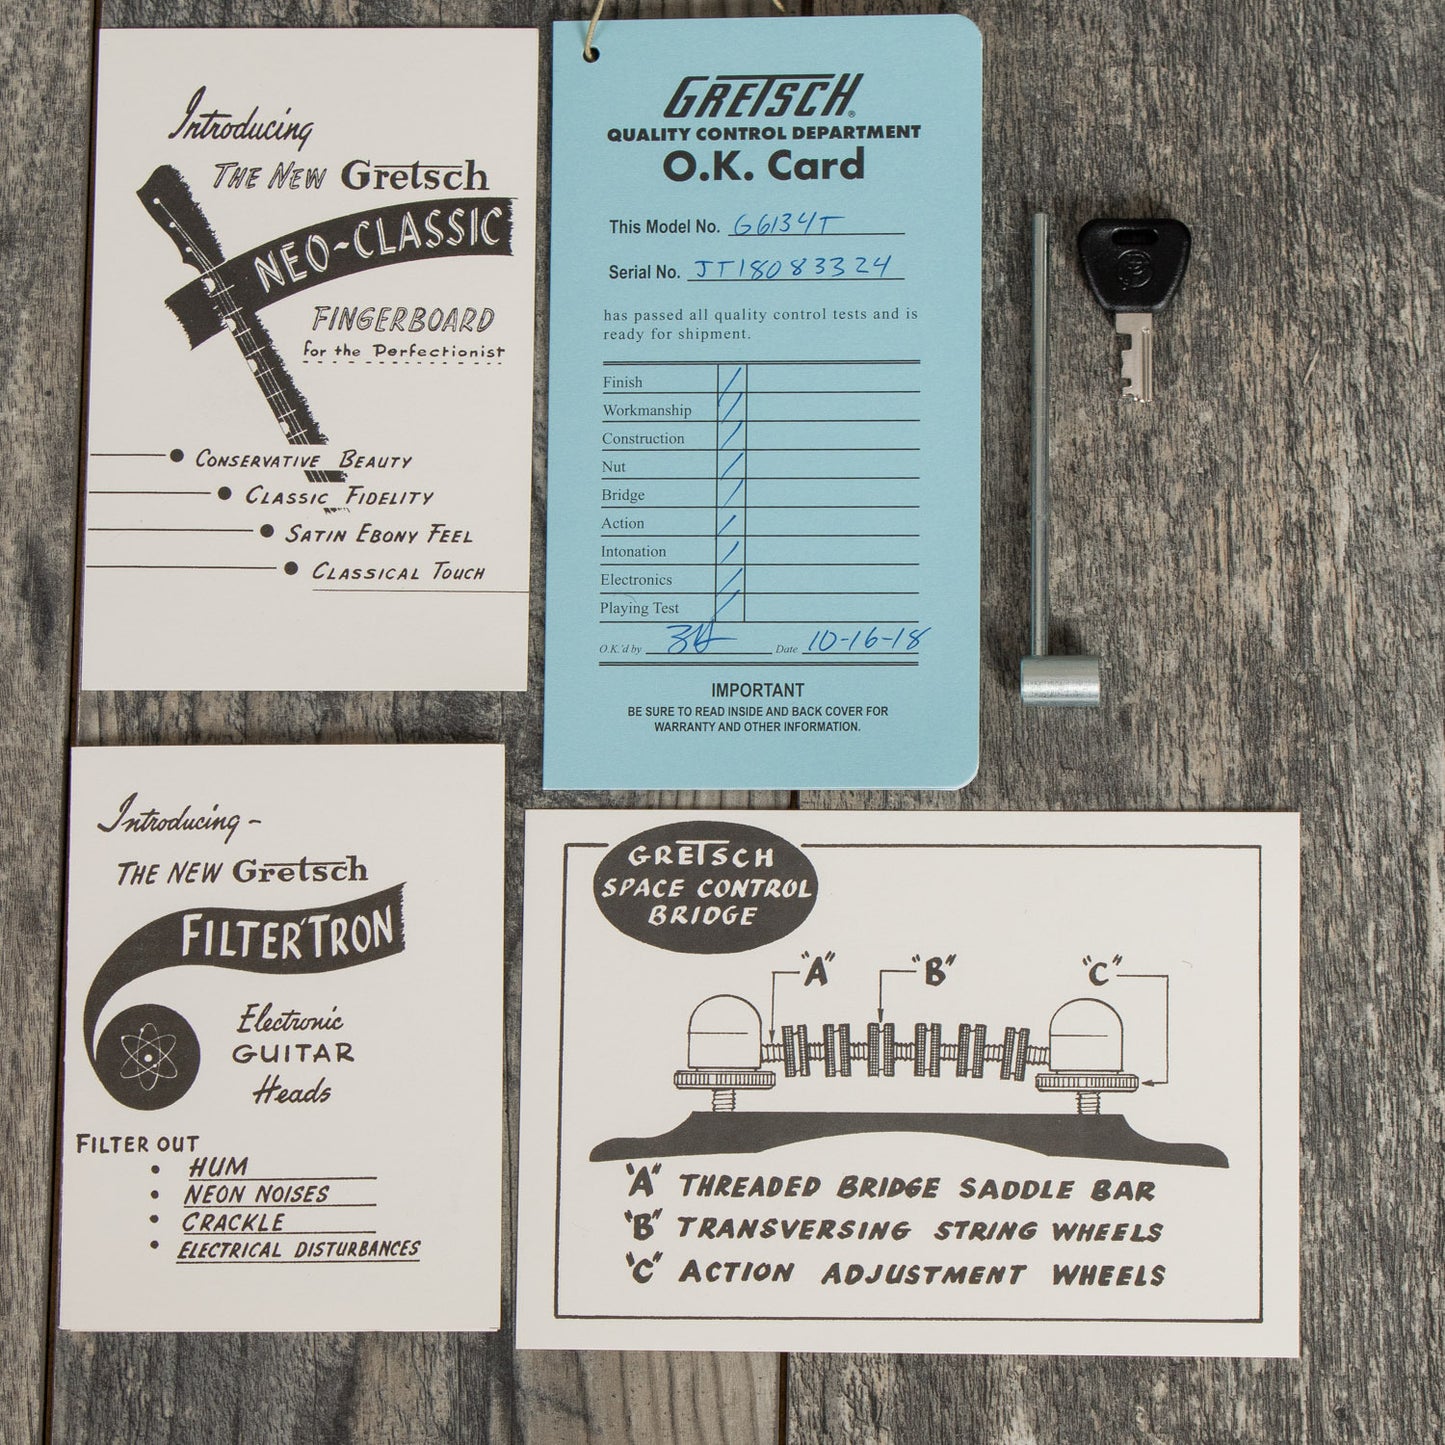 Introducing
THE NEW Gretsch
NEO-CLASSIC
FINGERBOARD
for the Perfectionist
CONSERVATIVE BEAUTY
CLASSIC FIDELITY
SATIN EBONY FEEL
CLASSICAL TOUCH
GRETSCH®
QUALITY CONTROL DEPARTMENT
O.K. Card
This Model No. G6134T
Serial No. JT18083324
has passed all quality control tests and is
ready for shipment.
Finish
Workmanship
Construction
Nut
Bridge
Action
Intonation
Electronics
Playing Test
O.K.'d by Date 10-16-18
IMPORTANT
BE SURE TO READ INSIDE AND BACK COVER FOR
WARRANTY AND OTHER INFORMATION.
Introducing -
THE NEW Gretsch
FILTER'TRON
Electronic
GUITAR
Heads
FILTER OUT
• HUM
• NEON NOISES
• CRACKLE
• ELECTRICAL DISTURBANCES
GRETSCH
SPACE CONTROL
BRIDGE
"A" "B" "C"
"A" THREADED BRIDGE SADDLE BAR
"B" TRANSVERSING STRING WHEELS
"C" ACTION ADJUSTMENT WHEELS